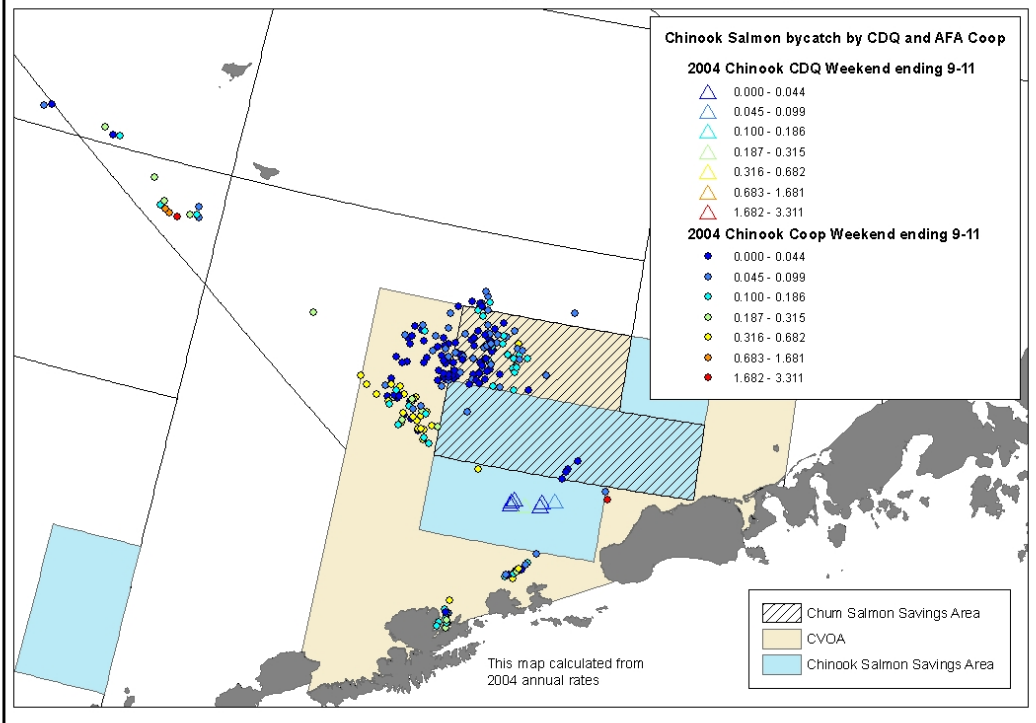 Chinook Salmon bycatch by CDQ and AFA Coop
2004 Chinook CDQ Weekend ending 9-11
0.000 - 0.044
0.045 - 0.099
0.100 - 0.186
0.187 - 0.315
0.316 - 0.682
0.683 - 1.681
1.682 - 3.311
2004 Chinook Coop Weekend ending 9-11
0.000 - 0.044
0.045 - 0.099
0.100 - 0.186
0.187 - 0.315
0.316 - 0.682
0.683 - 1.681
1.682 - 3.311
Chum Salmon Savings Area
CVOA
Chinook Salmon Savings Area
This map calculated from
2004 annual rates